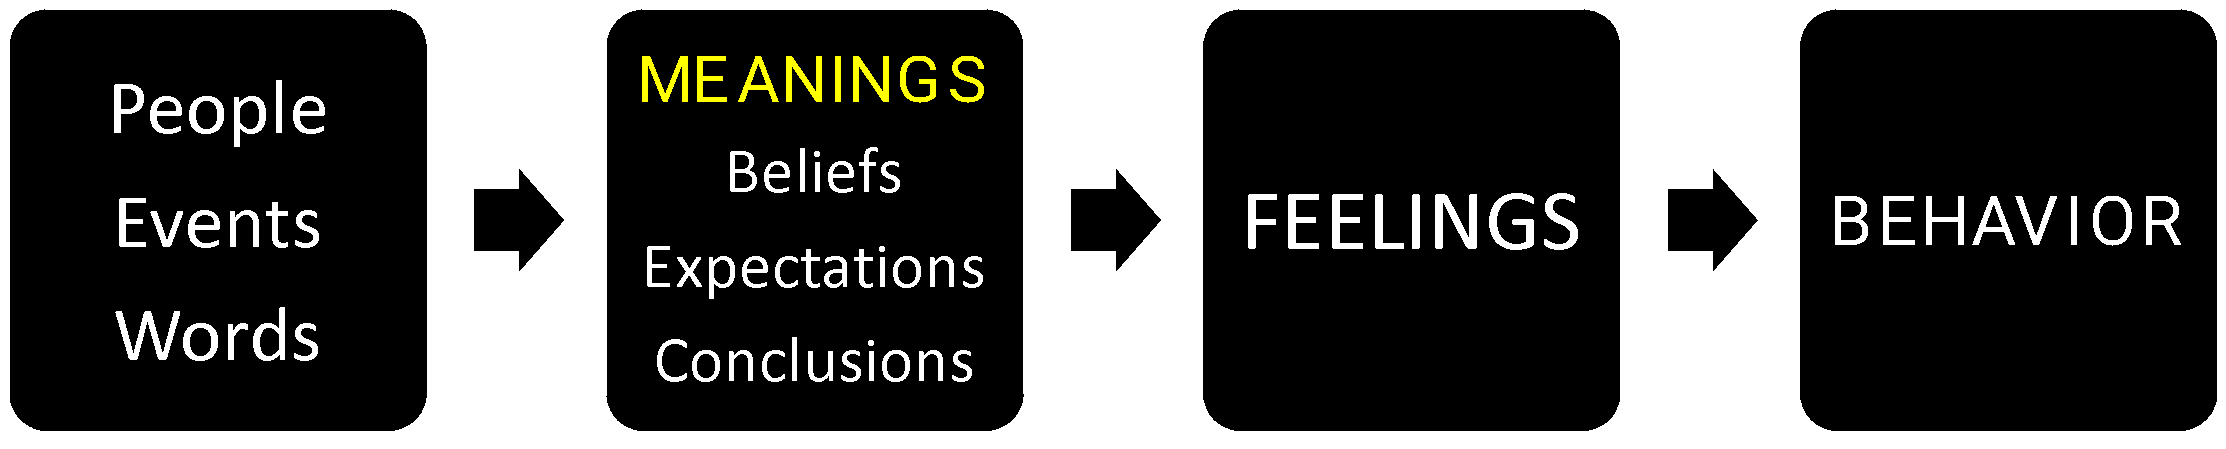 People
Events
Words
MEANINGS
Beliefs
Expectations
Conclusions
FEELINGS
BEHAVIOR